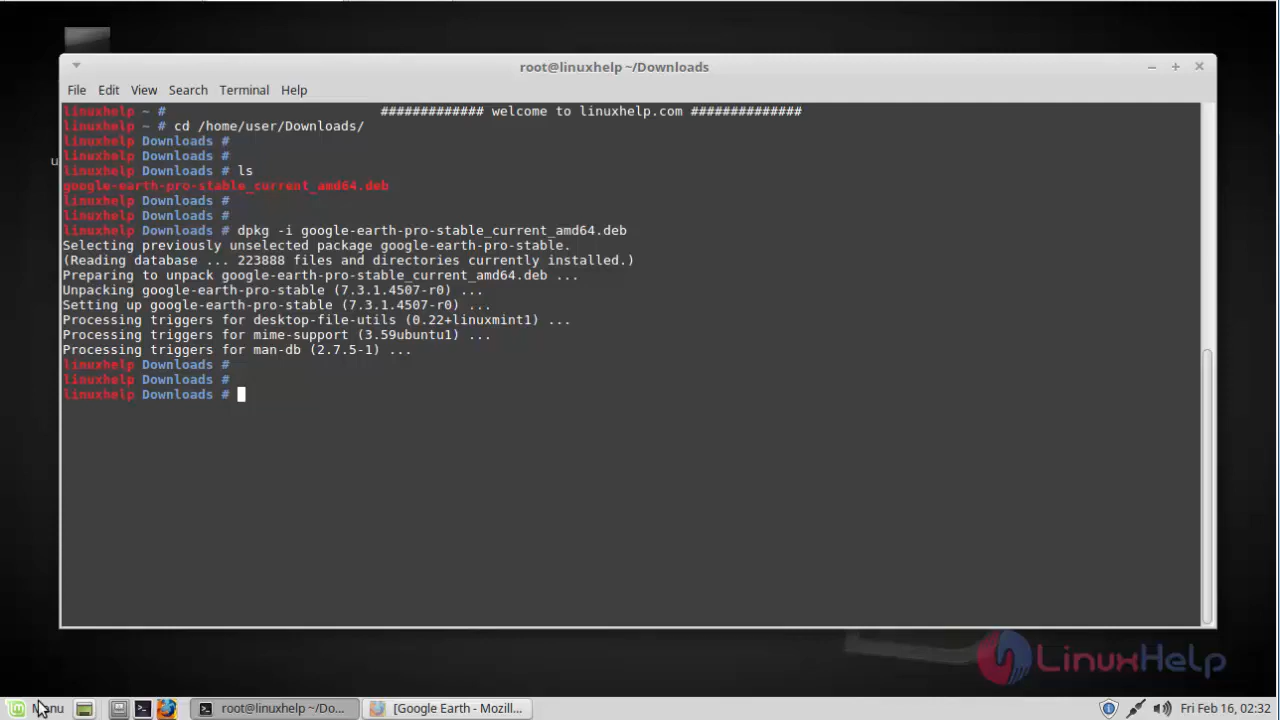 root@linuxhelp ~/Downloads
File Edit View Search Terminal Help
linuxhelp ~ # ############# welcome to linuxhelp.com ##############
linuxhelp ~ # cd /home/user/Downloads/
linuxhelp Downloads #
linuxhelp Downloads #
linuxhelp Downloads # ls
google-earth-pro-stable_current_amd64.deb
linuxhelp Downloads #
linuxhelp Downloads #
linuxhelp Downloads # dpkg -i google-earth-pro-stable_current_amd64.deb
Selecting previously unselected package google-earth-pro-stable.
(Reading database ... 223888 files and directories currently installed.)
Preparing to unpack google-earth-pro-stable_current_amd64.deb ...
Unpacking google-earth-pro-stable (7.3.1.4507-r0) ...
Setting up google-earth-pro-stable (7.3.1.4507-r0) ...
Processing triggers for desktop-file-utils (0.22+linuxmint1) ...
Processing triggers for mime-support (3.59ubuntu1) ...
Processing triggers for man-db (2.7.5-1) ...
linuxhelp Downloads #
linuxhelp Downloads #
linuxhelp Downloads #
LinuxHelp
Menu root@linuxhelp ~/Do... [Google Earth - Mozill... Fri Feb 16, 02:32